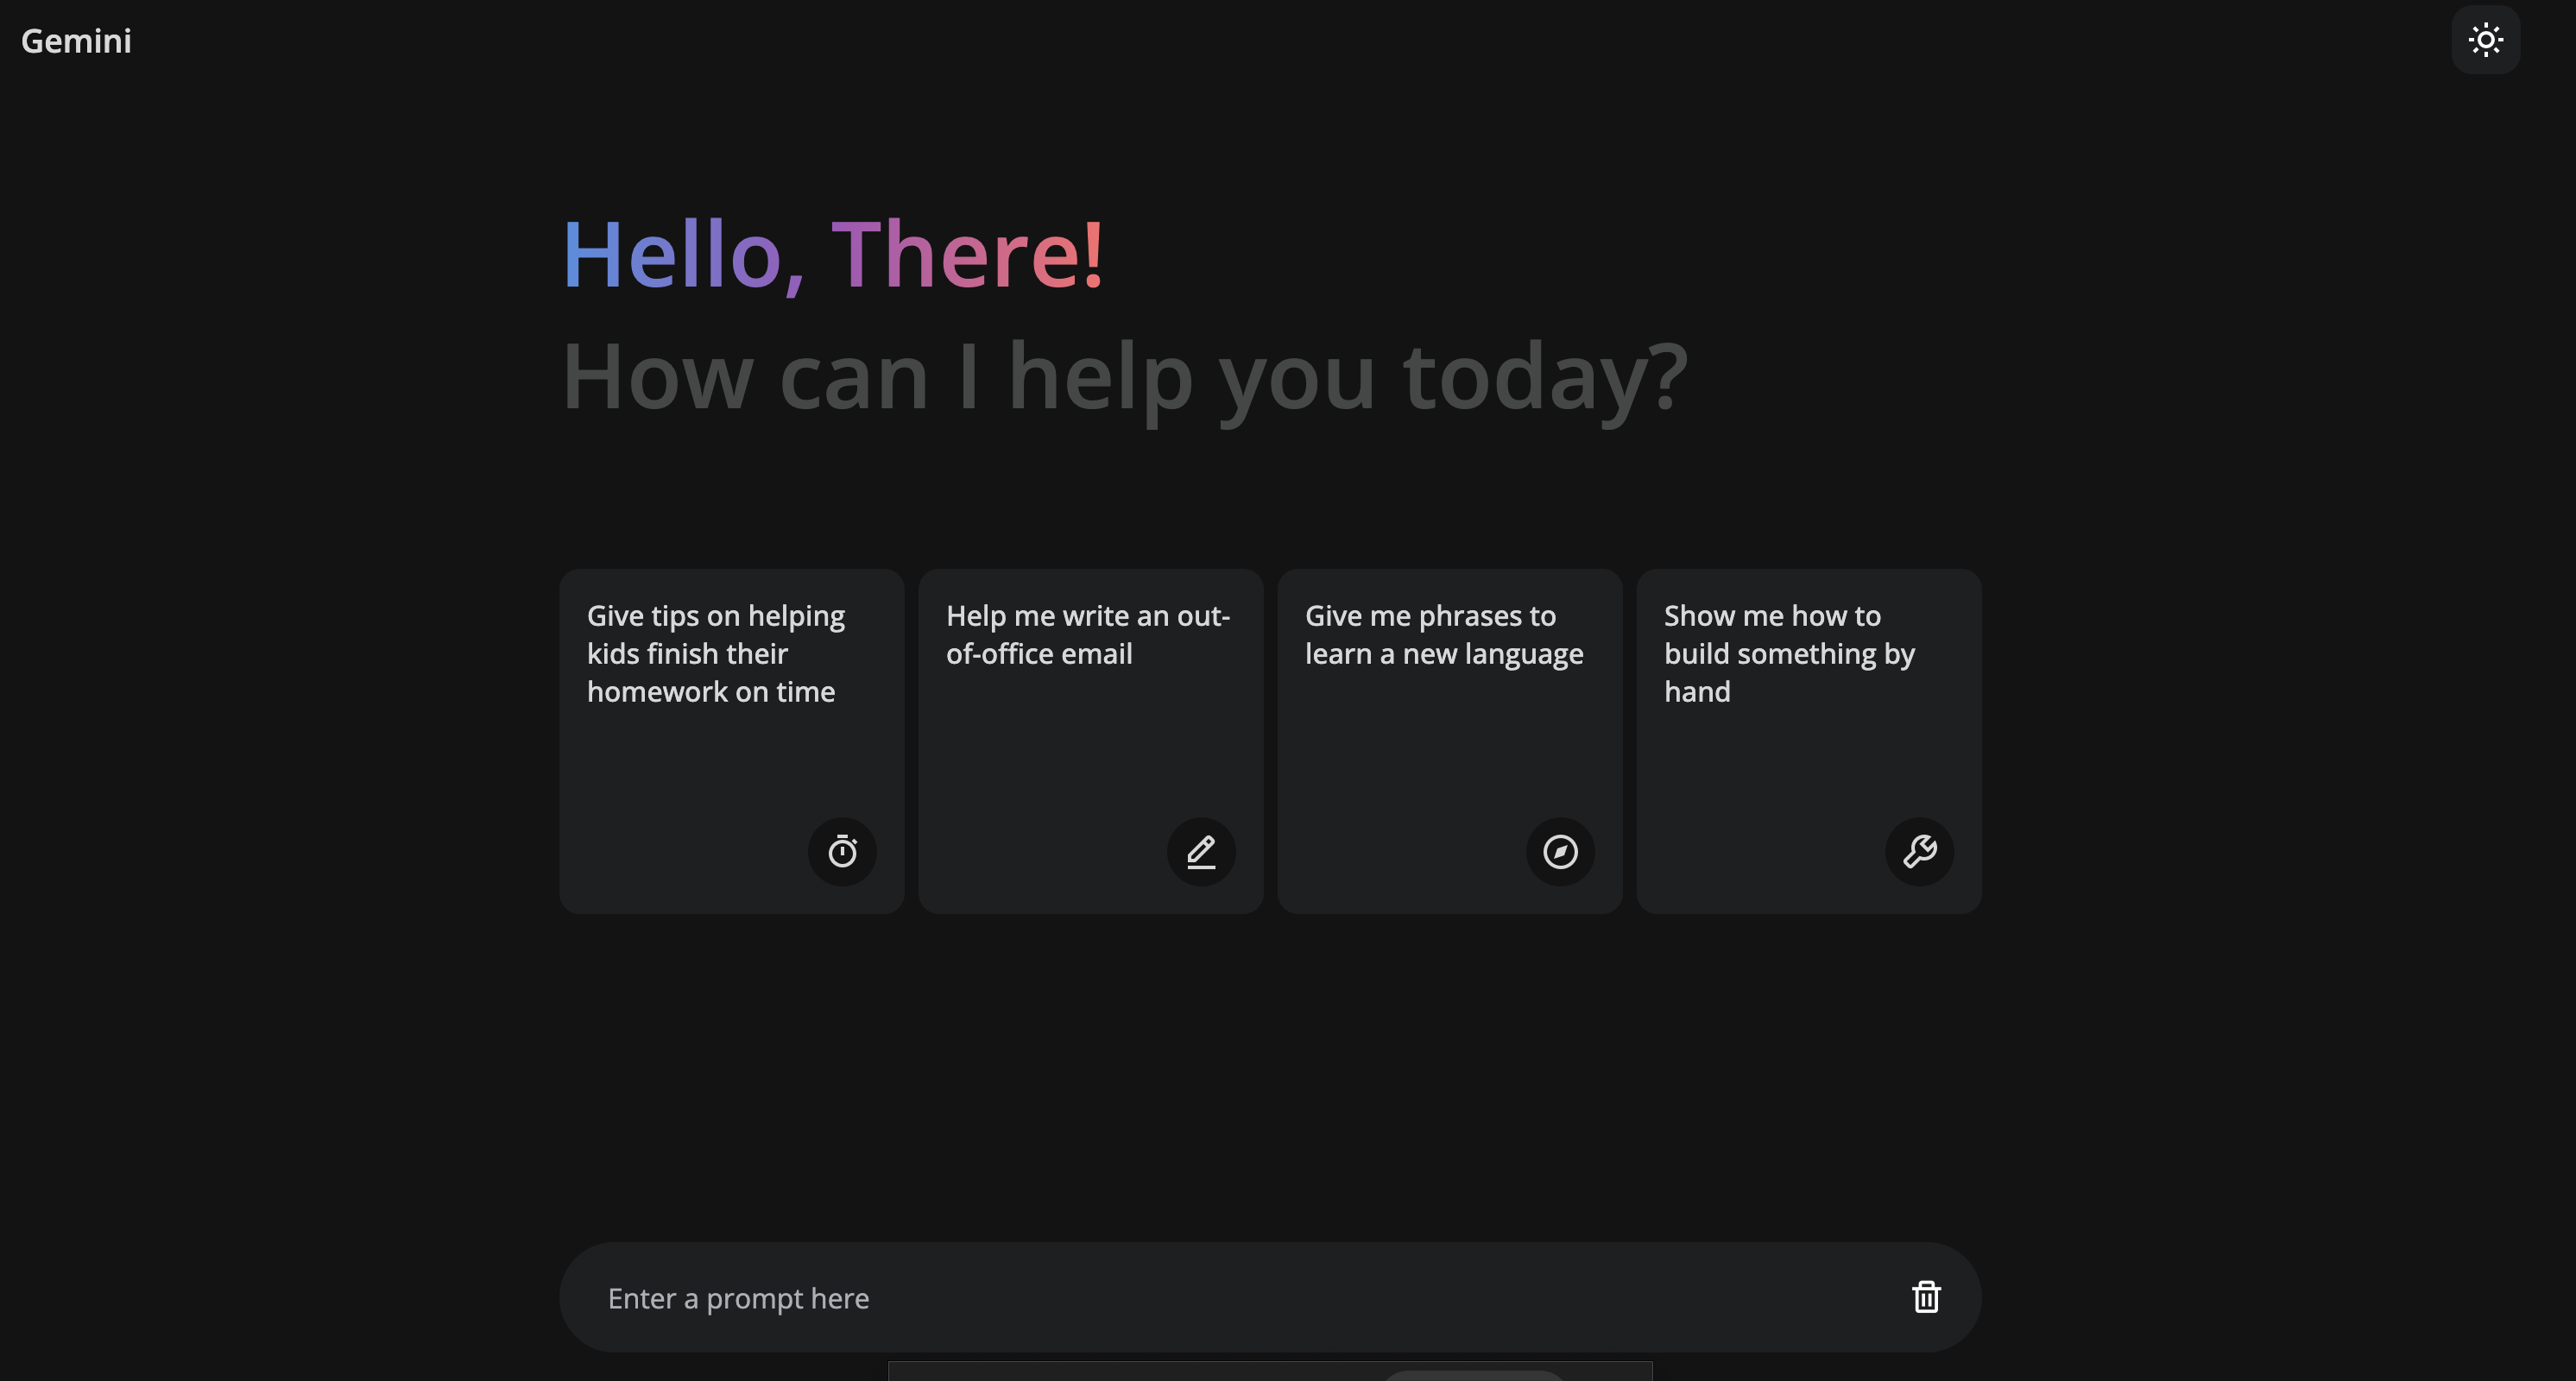 Gemini
Hello, There!
How can I help you today?
Give tips on helping
kids finish their
homework on time
Help me write an out-
of-office email
Give me phrases to
learn a new language
Show me how to
build something by
hand
Enter a prompt here